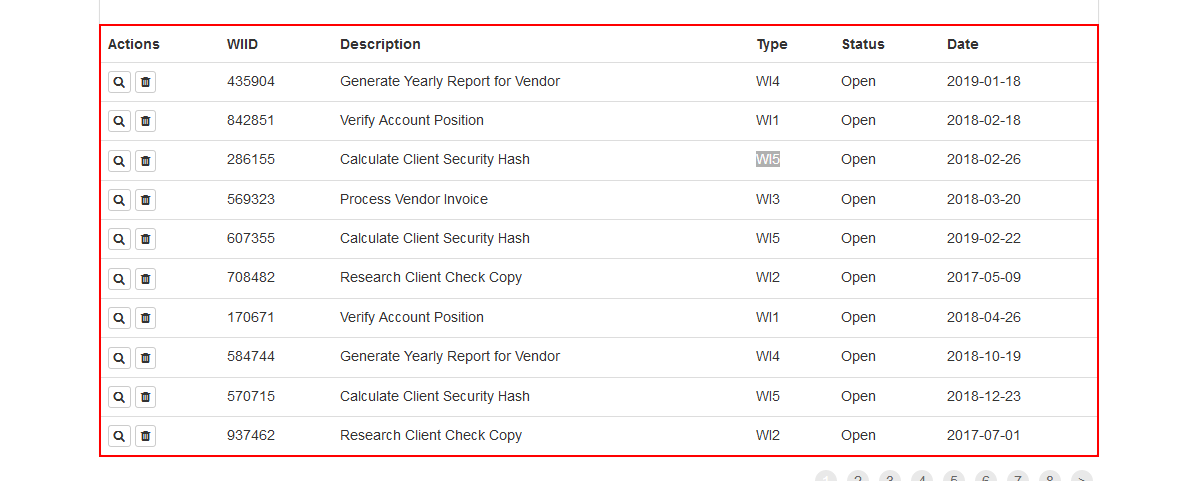 Actions WIID Description Type Status Date
435904 Generate Yearly Report for Vendor WI4 Open 2019-01-18
842851 Verify Account Position WI1 Open 2018-02-18
286155 Calculate Client Security Hash WI5 Open 2018-02-26
569323 Process Vendor Invoice WI3 Open 2018-03-20
607355 Calculate Client Security Hash WI5 Open 2019-02-22
708482 Research Client Check Copy WI2 Open 2017-05-09
170671 Verify Account Position WI1 Open 2018-04-26
584744 Generate Yearly Report for Vendor WI4 Open 2018-10-19
570715 Calculate Client Security Hash WI5 Open 2018-12-23
937462 Research Client Check Copy WI2 Open 2017-07-01
1 2 3 4 5 6 7 8 >